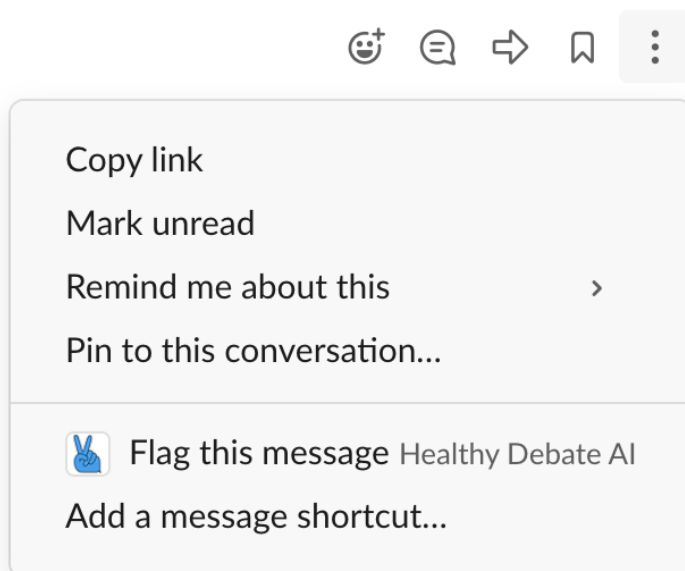 Copy link
Mark unread
Remind me about this
Pin to this conversation...
Flag this message Healthy Debate AI
Add a message shortcut...